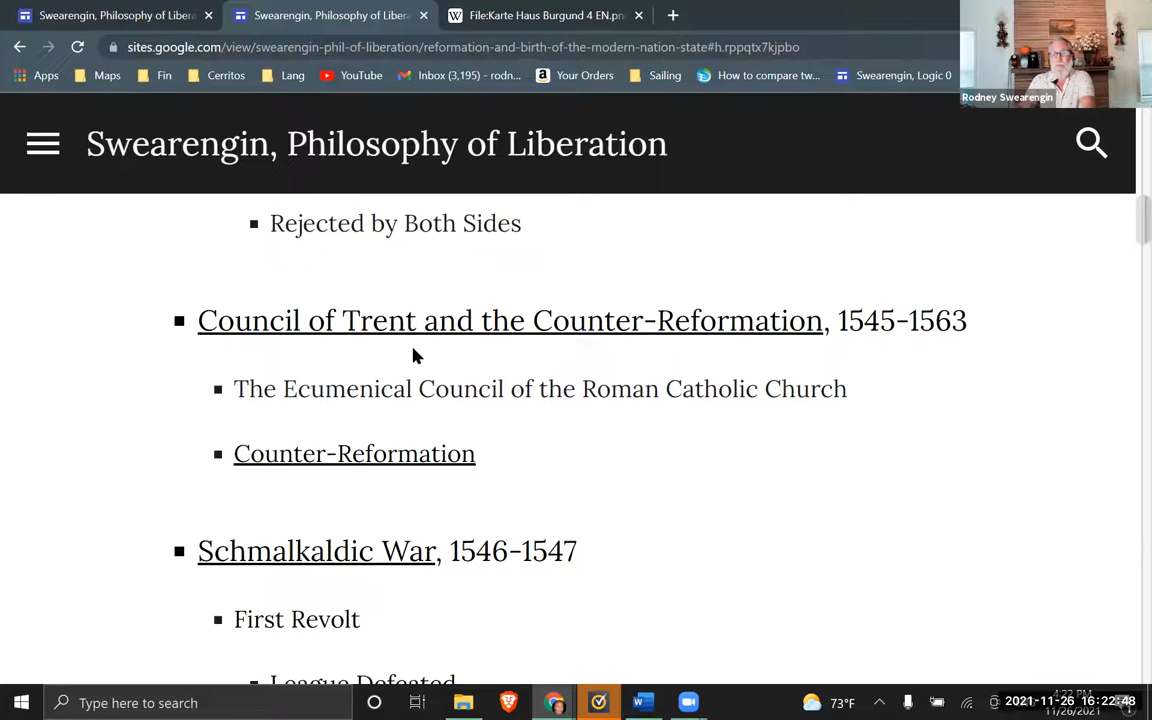 Swearengin, Philosophy of Libera
Swearengin, Philosophy of Libera
File:Karte Haus Burgund 4 EN.pn
sites.google.com/view/swearengin-phil-of-liberation/reformation-and-birth-of-the-modern-nation-state#h.rppqtx7kjpbo
Apps Maps Fin Cerritos Lang YouTube Inbox (3,195) - rodn... Your Orders Sailing How to compare tw... Swearengin, Logic 0
Rodney Swearengin
Swearengin, Philosophy of Liberation
Rejected by Both Sides
Council of Trent and the Counter-Reformation, 1545-1563
The Ecumenical Council of the Roman Catholic Church
Counter-Reformation
Schmalkaldic War, 1546-1547
First Revolt
League Defeated
Type here to search
73°F
4:22 PM
2021-11-26 16:22:48
11/26/2021